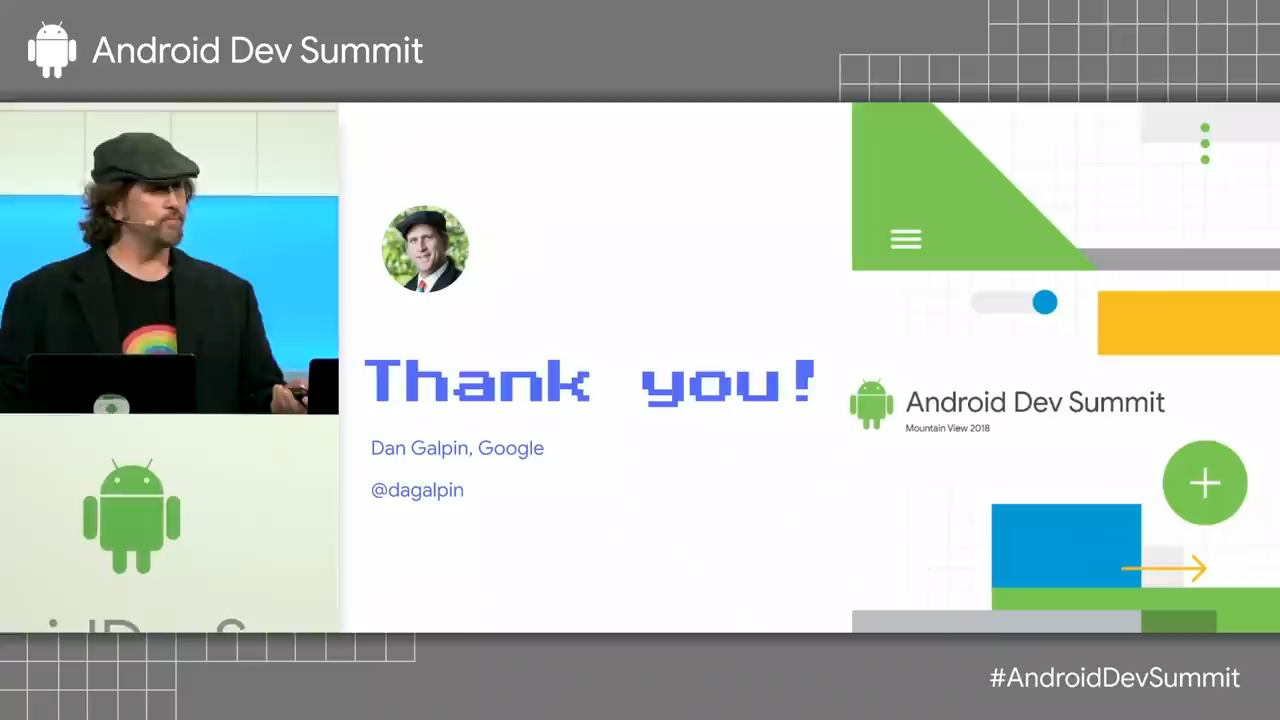 Android Dev Summit
Thank you!
Dan Galpin, Google
@dagalpin
Android Dev Summit
Mountain View 2018
#AndroidDevSummit